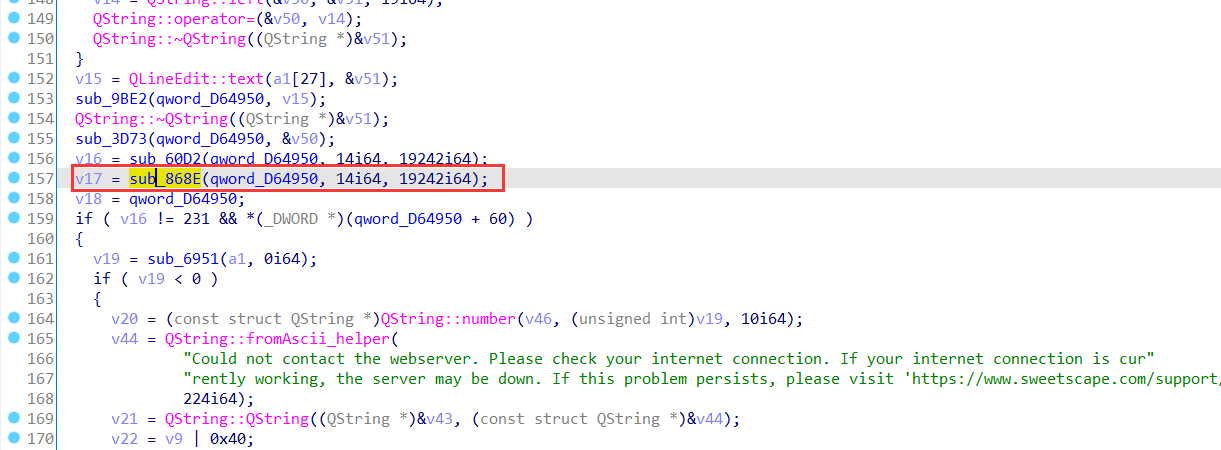 148 v14 = QString::left(&v50, &v51, 19i64);
149 QString::operator=(&v50, v14);
150 QString::~QString((QString *)&v51);
151 }
152 v15 = QLineEdit::text(a1[27], &v51);
153 sub_9BE2(qword_D64950, v15);
154 QString::~QString((QString *)&v51);
155 sub_3D73(qword_D64950, &v50);
156 v16 = sub_60D2(qword_D64950, 14i64, 19242i64);
157 v17 = sub_868E(qword_D64950, 14i64, 19242i64);
158 v18 = qword_D64950;
159 if ( v16 != 231 && *(_DWORD *)(qword_D64950 + 60) )
160 {
161 v19 = sub_6951(a1, 0i64);
162 if ( v19 < 0 )
163 {
164 v20 = (const struct QString *)QString::number(v46, (unsigned int)v19, 10i64);
165 v44 = QString::fromAscii_helper(
166 "Could not contact the webserver. Please check your internet connection. If your internet connection is cur"
167 "rently working, the server may be down. If this problem persists, please visit 'https://www.sweetscape.com/support/
168 224i64);
169 v21 = QString::QString((QString *)&v43, (const struct QString *)&v44);
170 v22 = v9 | 0x40;